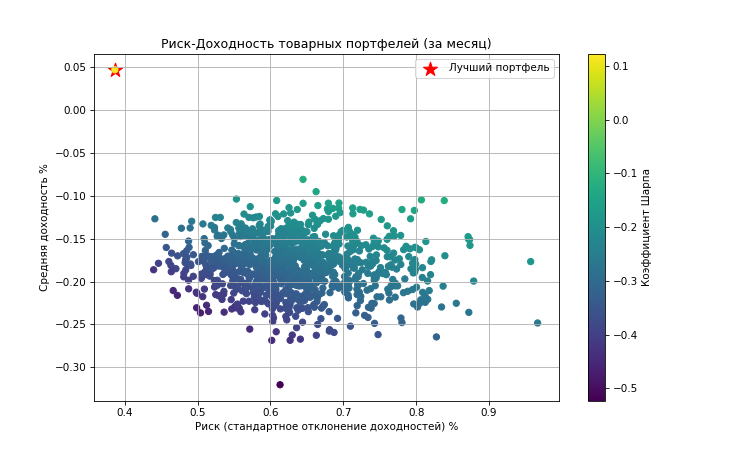 Риск-Доходность товарных портфелей (за месяц)
Лучший портфель
Средняя доходность %
0.05
0.00
−0.05
−0.10
−0.15
−0.20
−0.25
−0.30
0.4 0.5 0.6 0.7 0.8 0.9
Риск (стандартное отклонение доходностей) %
0.1
0.0
−0.1
−0.2
−0.3
−0.4
−0.5
Коэффициент Шарпа